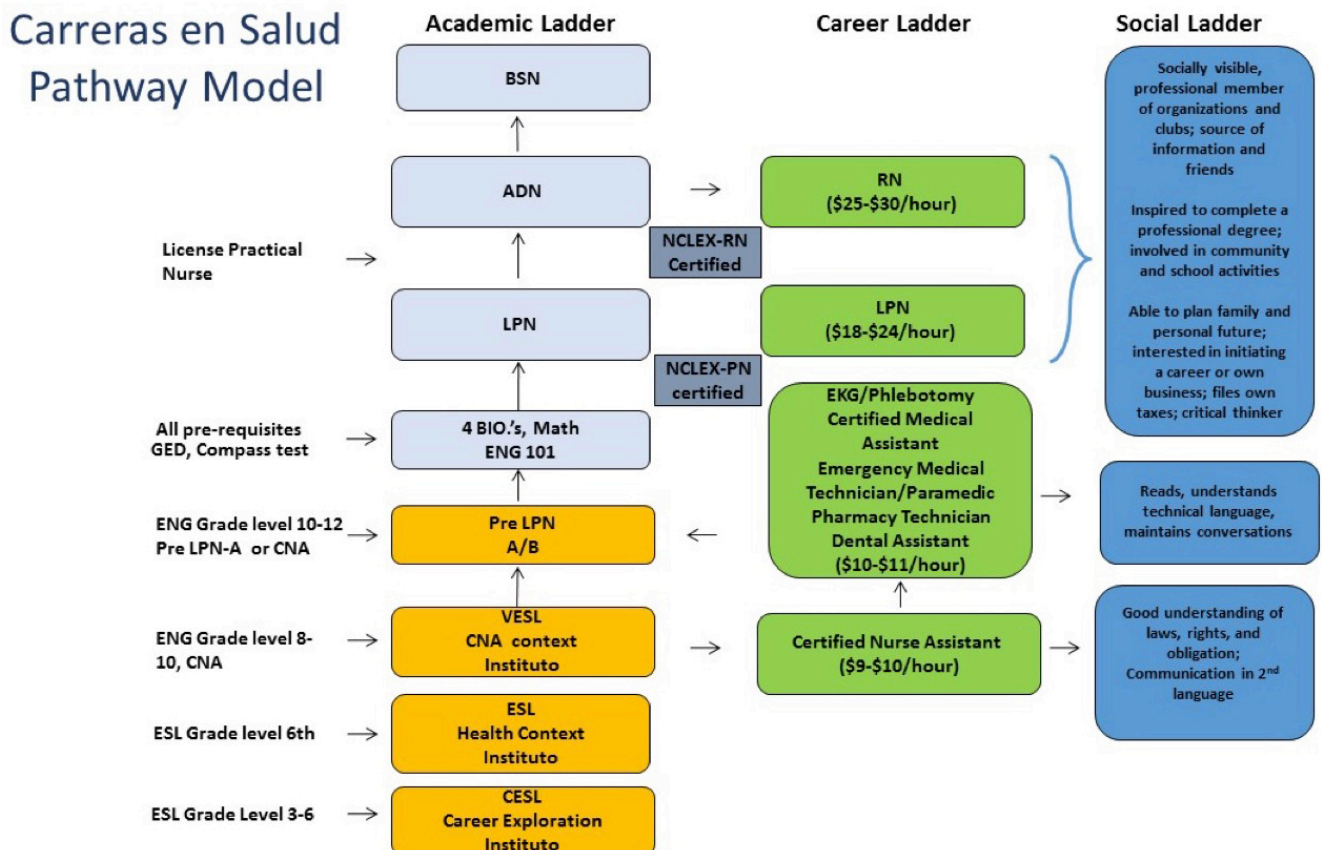 Carreras en Salud
Pathway Model
Academic Ladder
Career Ladder
Social Ladder
BSN
ADN
RN
($25-$30/hour)
NCLEX-RN
Certified
License Practical
Nurse
LPN
LPN
($18-$24/hour)
NCLEX-PN
certified
Socially visible,
professional member
of organizations and
clubs; source of
information and
friends
Inspired to complete a
professional degree;
involved in community
and school activities
Able to plan family and
personal future;
interested in initiating
a career or own
business; files own
taxes; critical thinker
All pre-requisites
GED, Compass test
4 BIO.'s, Math
ENG 101
EKG/Phlebotomy
Certified Medical
Assistant
Emergency Medical
Technician/Paramedic
Pharmacy Technician
Dental Assistant
($10-$11/hour)
Reads, understands
technical language,
maintains conversations
ENG Grade level 10-12
Pre LPN-A or CNA
Pre LPN
A/B
ENG Grade level 8-
10, CNA
VESL
CNA context
Instituto
Certified Nurse Assistant
($9-$10/hour)
Good understanding of
laws, rights, and
obligation;
Communication in 2nd
language
ESL Grade level 6th
ESL
Health Context
Instituto
ESL Grade Level 3-6
CESL
Career Exploration
Instituto